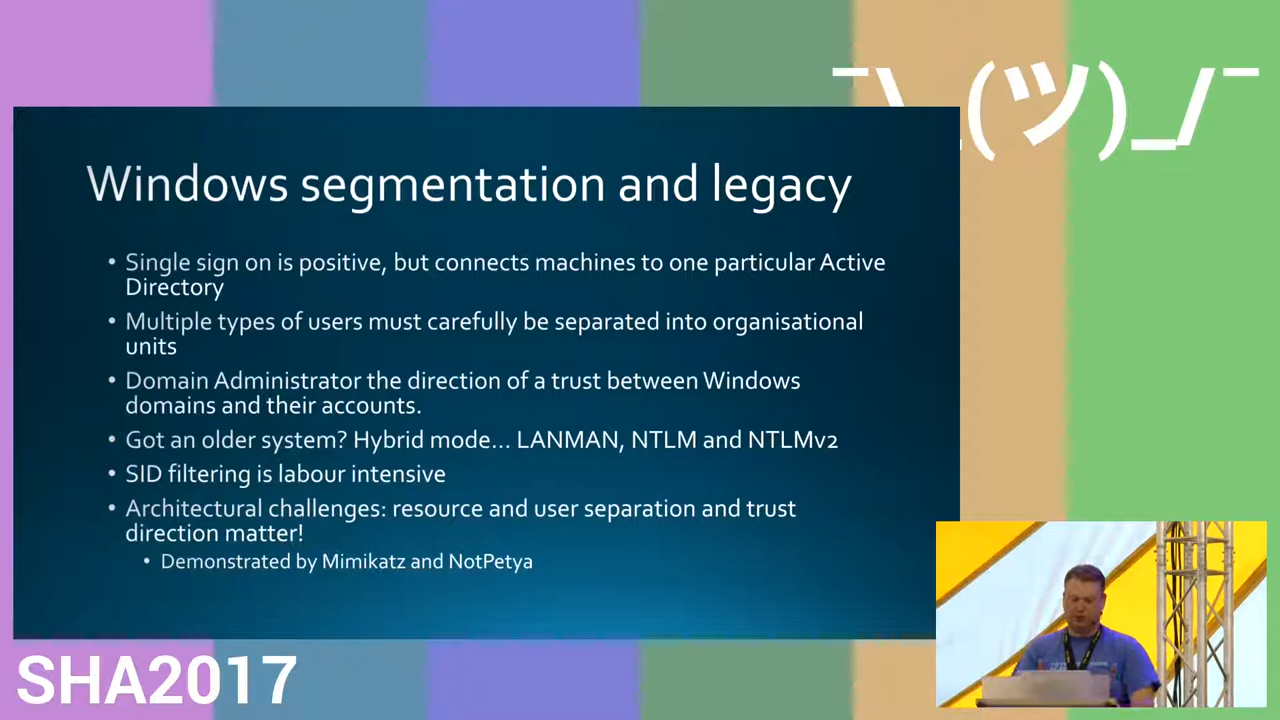 ¯\_(ツ)_/¯
Windows segmentation and legacy
• Single sign on is positive, but connects machines to one particular Active
Directory
• Multiple types of users must carefully be separated into organisational
units
• Domain Administrator the direction of a trust between Windows
domains and their accounts.
• Got an older system? Hybrid mode... LANMAN, NTLM and NTLMv2
• SID filtering is labour intensive
• Architectural challenges: resource and user separation and trust
direction matter!
• Demonstrated by Mimikatz and NotPetya
SHA2017